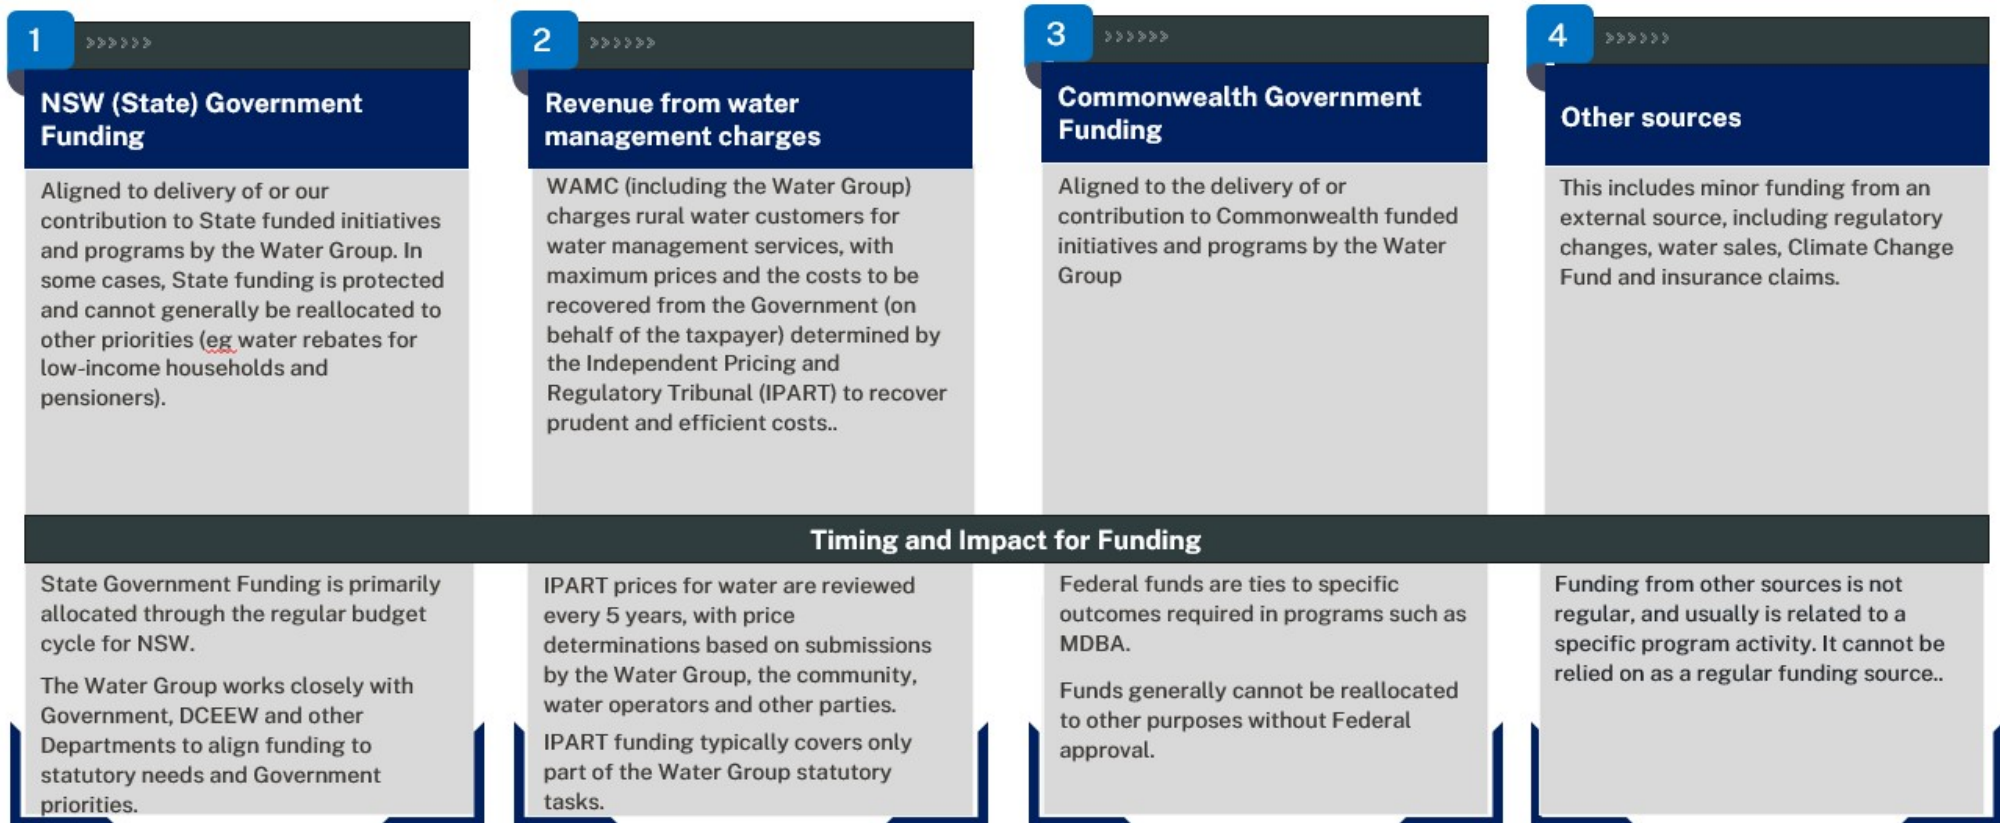 1
NSW (State) Government
Funding
Aligned to delivery of or our
contribution to State funded initiatives
and programs by the Water Group. In
some cases, State funding is protected
and cannot generally be reallocated to
other priorities (eg water rebates for
low-income households and
pensioners).
2
Revenue from water
management charges
WAMC (including the Water Group)
charges rural water customers for
water management services, with
maximum prices and the costs to be
recovered from the Government (on
behalf of the taxpayer) determined by
the Independent Pricing and
Regulatory Tribunal (IPART) to recover
prudent and efficient costs..
3
Commonwealth Government
Funding
Aligned to the delivery of or
contribution to Commonwealth funded
initiatives and programs by the Water
Group
4
Other sources
This includes minor funding from an
external source, including regulatory
changes, water sales, Climate Change
Fund and insurance claims.
Timing and Impact for Funding
State Government Funding is primarily
allocated through the regular budget
cycle for NSW.
The Water Group works closely with
Government, DCEEW and other
Departments to align funding to
statutory needs and Government
priorities.
IPART prices for water are reviewed
every 5 years, with price
determinations based on submissions
by the Water Group, the community,
water operators and other parties.
IPART funding typically covers only
part of the Water Group statutory
tasks.
Federal funds are ties to specific
outcomes required in programs such as
MDBA.
Funds generally cannot be reallocated
to other purposes without Federal
approval.
Funding from other sources is not
regular, and usually is related to a
specific program activity. It cannot be
relied on as a regular funding source..